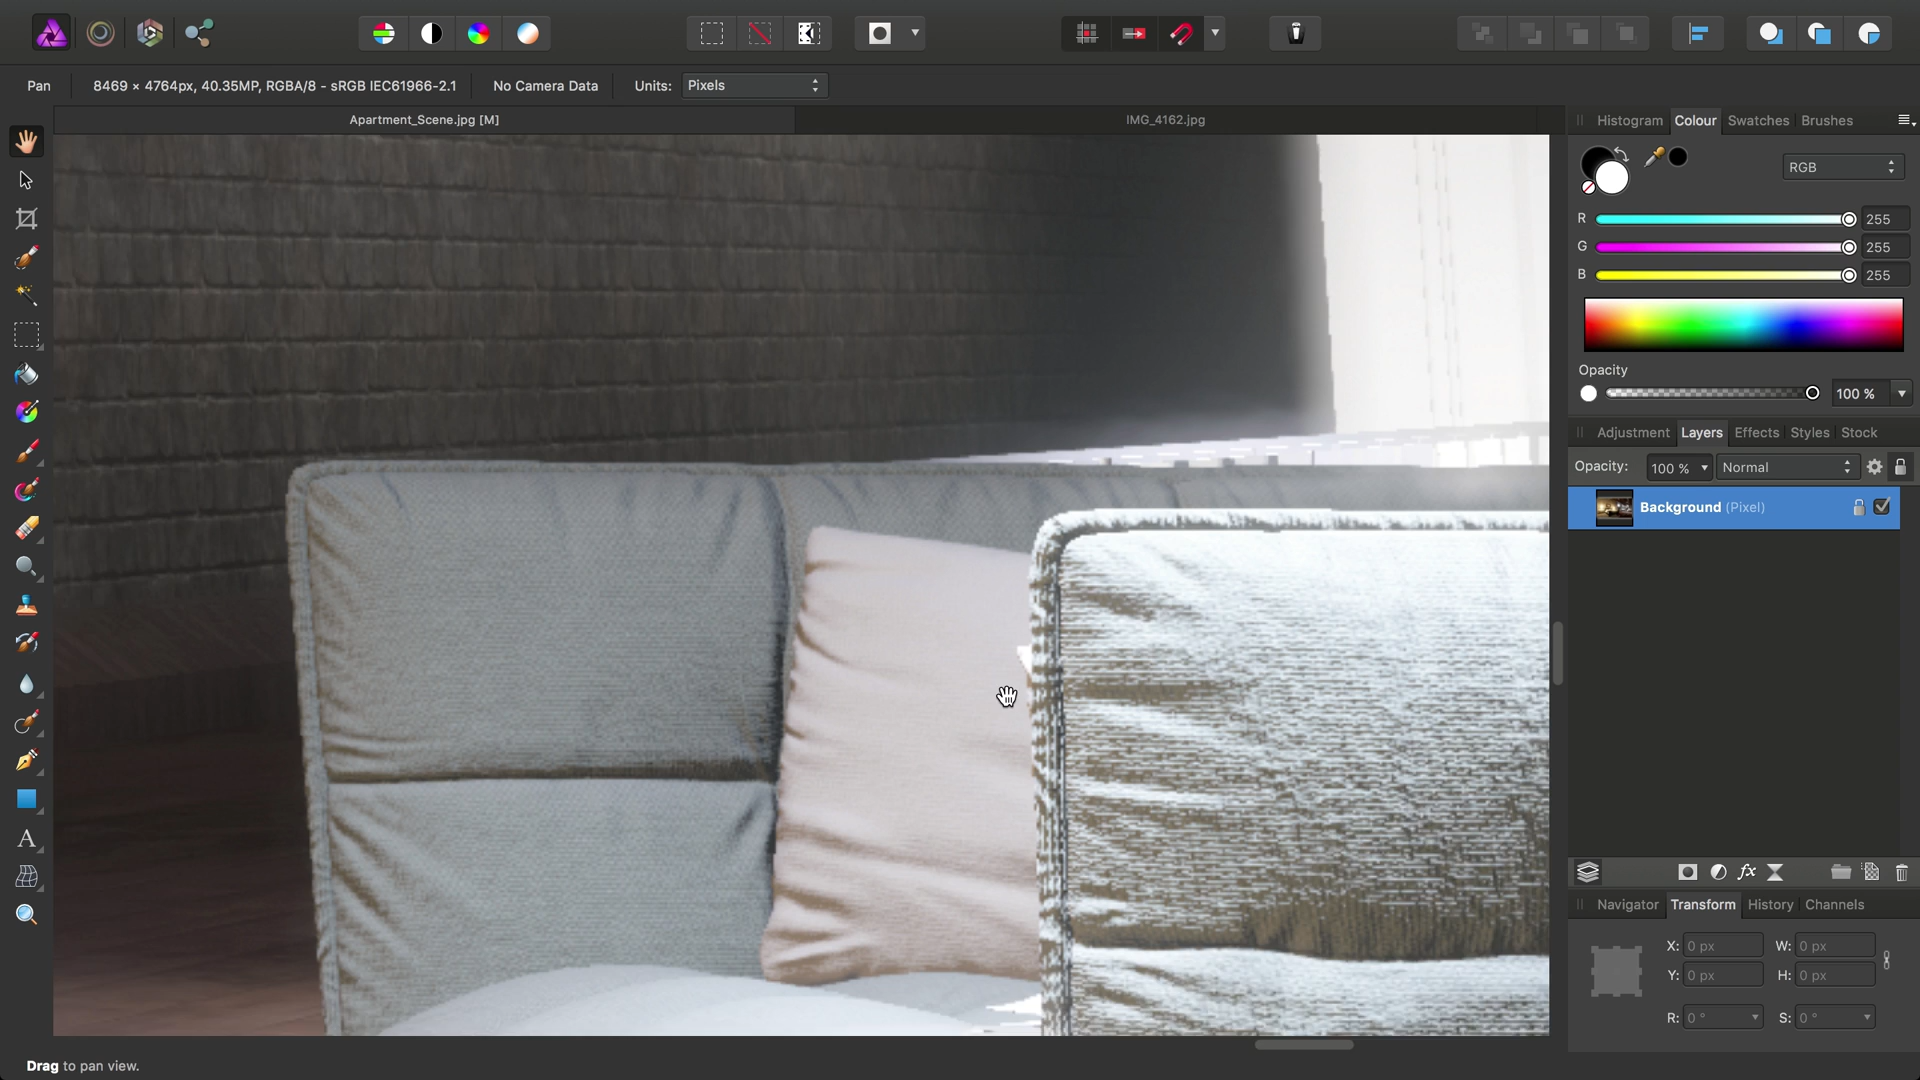 Pan
8469 × 4764px, 40.35MP, RGBA/8 - sRGB IEC61966-2.1
No Camera Data
Units:
Pixels
Apartment_Scene.jpg [M]
IMG_4162.jpg
Histogram
Colour
Swatches
Brushes
RGB
R
255
G
255
B
255
Opacity
100 %
Adjustment
Layers
Effects
Styles
Stock
Opacity:
100 %
Normal
Background (Pixel)
fx
Navigator
Transform
History
Channels
X:
0 px
W:
0 px
Y:
0 px
H:
0 px
R:
0 °
S:
0 °
A
Drag to pan view.